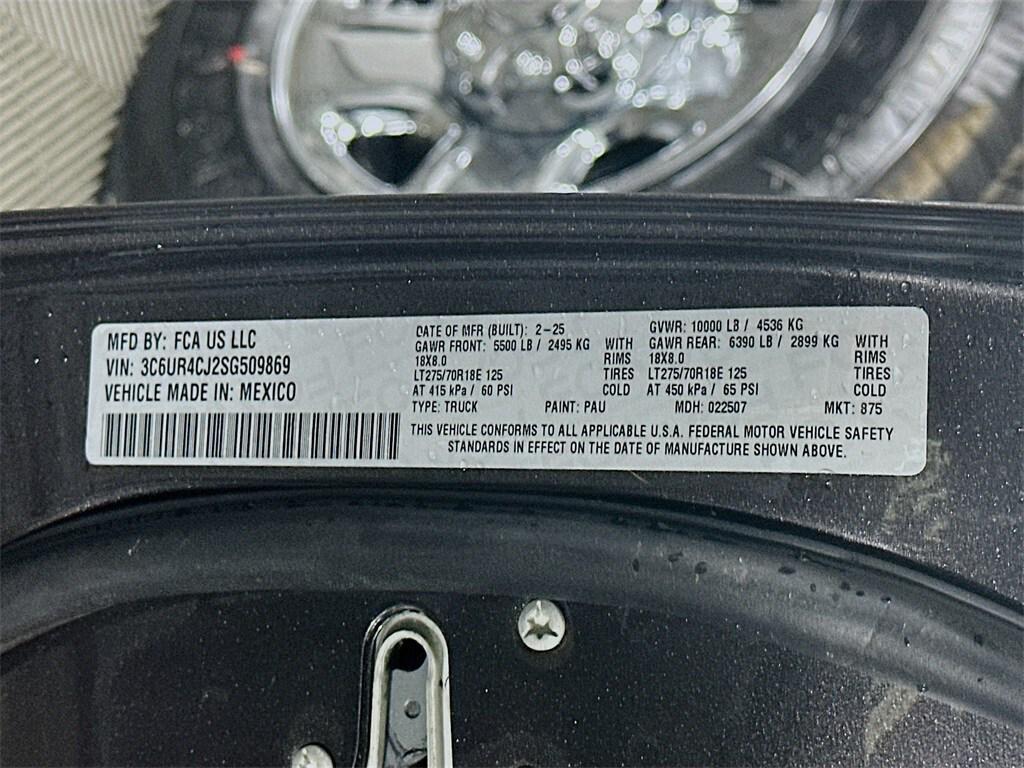 MFD BY: FCA US LLC
VIN: 3C6UR4CJ2SG509869
VEHICLE MADE IN: MEXICO
DATE OF MFR (BUILT): 2-25
GAWR FRONT: 5500 LB / 2495 KG WITH
18X8.0 RIMS
LT275/70R18E 125 TIRES
AT 415 kPa / 60 PSI COLD
GVWR: 10000 LB / 4536 KG
GAWR REAR: 6390 LB / 2899 KG WITH
18X8.0 RIMS
LT275/70R18E 125 TIRES
AT 450 kPa / 65 PSI COLD
TYPE: TRUCK PAINT: PAU MDH: 022507 MKT: 875
THIS VEHICLE CONFORMS TO ALL APPLICABLE U.S.A. FEDERAL MOTOR VEHICLE SAFETY
STANDARDS IN EFFECT ON THE DATE OF MANUFACTURE SHOWN ABOVE.